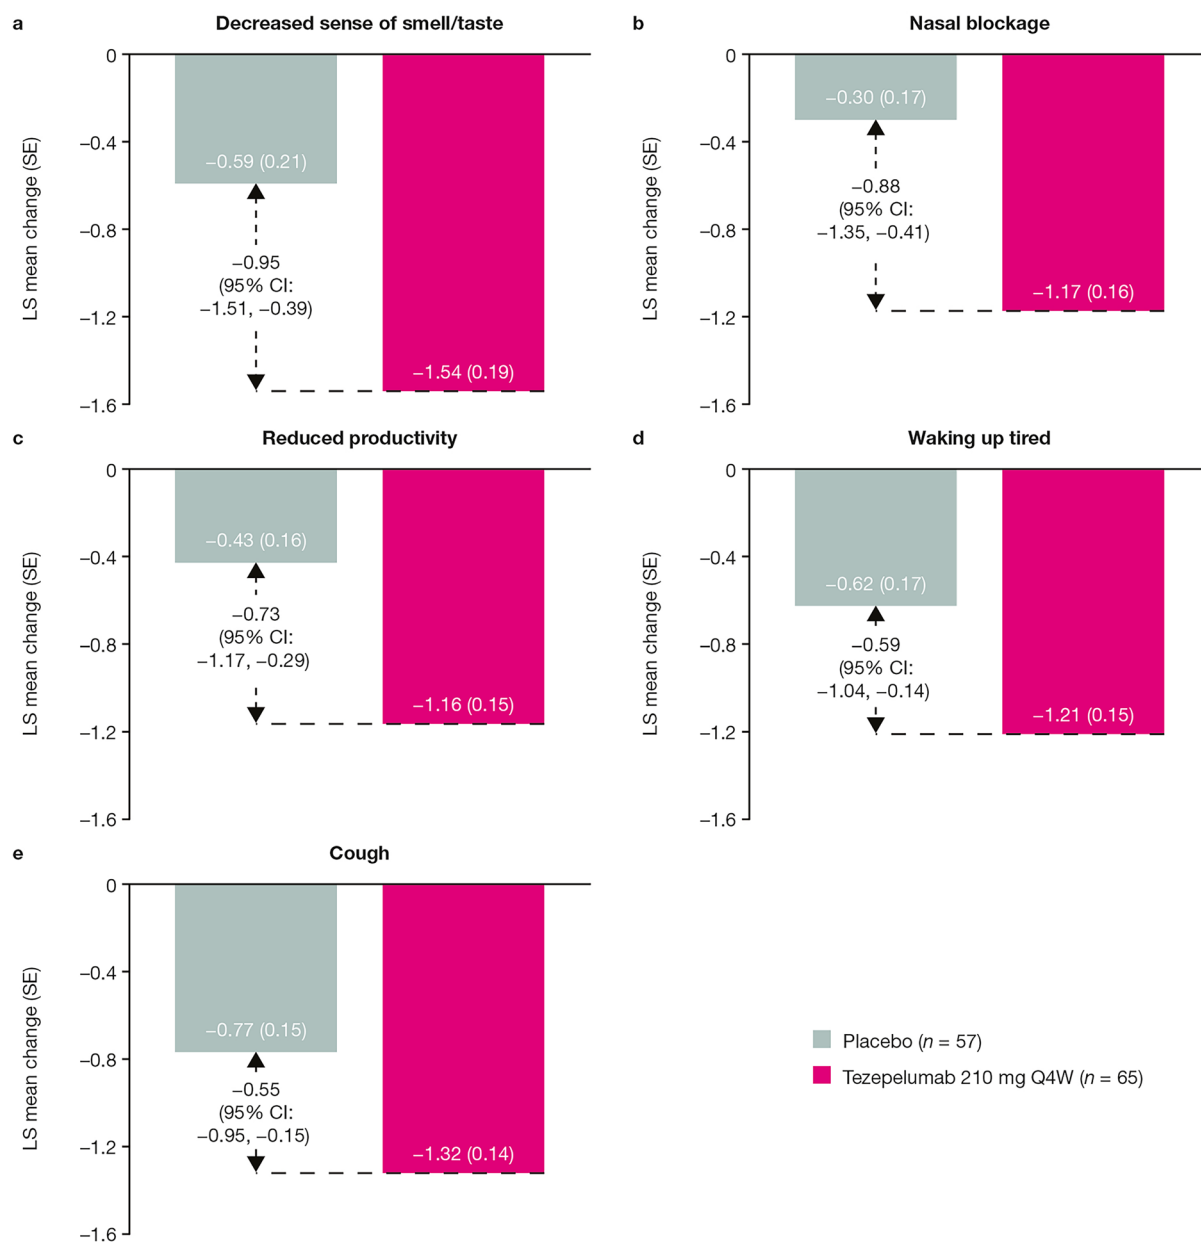 a Decreased sense of smell/taste
0
−0.4
−0.8
−1.2
−1.6
LS mean change (SE)
−0.59 (0.21)
−0.95
(95% CI:
−1.51, −0.39)
−1.54 (0.19)
b Nasal blockage
0
−0.4
−0.8
−1.2
−1.6
LS mean change (SE)
−0.30 (0.17)
−0.88
(95% CI:
−1.35, −0.41)
−1.17 (0.16)
c Reduced productivity
0
−0.4
−0.8
−1.2
−1.6
LS mean change (SE)
−0.43 (0.16)
−0.73
(95% CI:
−1.17, −0.29)
−1.16 (0.15)
d Waking up tired
0
−0.4
−0.8
−1.2
−1.6
LS mean change (SE)
−0.62 (0.17)
−0.59
(95% CI:
−1.04, −0.14)
−1.21 (0.15)
e Cough
0
−0.4
−0.8
−1.2
−1.6
LS mean change (SE)
−0.77 (0.15)
−0.55
(95% CI:
−0.95, −0.15)
−1.32 (0.14)
Placebo (n = 57)
Tezepelumab 210 mg Q4W (n = 65)